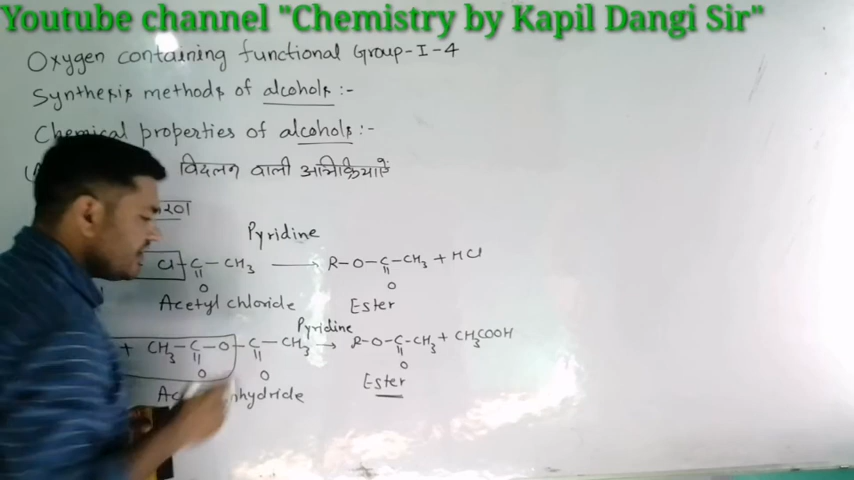 Youtube channel "Chemistry by Kapil Dangi Sir"
Oxygen containing functional Group-I-4
Synthesis methods of alcohols :-
Chemical properties of alcohols :-
विदलन वाली अभिक्रियाएं
Pyridine
Cl-C-CH3 ⟶ R-O-C-CH3 + HCl
O O
Acetyl chloride Ester
Pyridine
+ CH3-C-O-C-CH3 ⟶ R-O-C-CH3 + CH3COOH
O O O
Ester